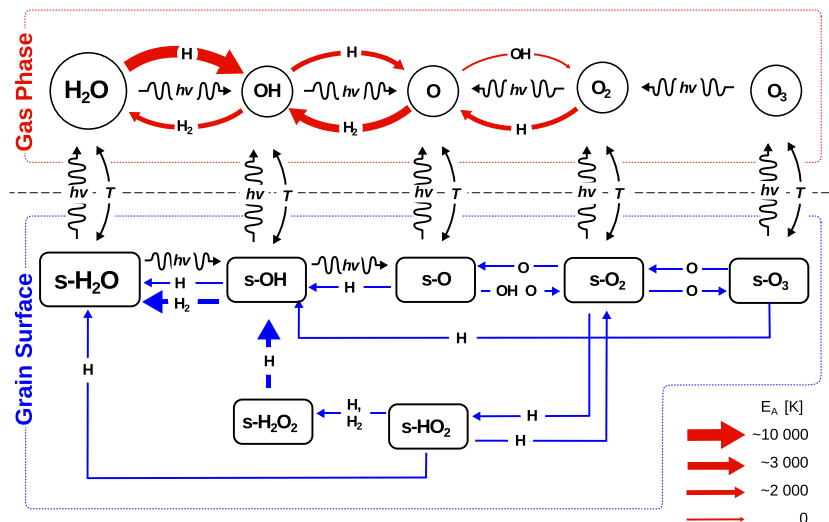 Gas Phase
H OH H
H₂O hν OH hν O hν O₂ hν O₃
H₂ H₂ H
hν T hν T hν T hν T hν T
Grain Surface
hν hν O O
s-H₂O H s-OH H s-O s-O₂ s-O₃
H₂ OH O O
H
H H
s-H₂O₂ H, H₂ s-HO₂ H
H
E_A [K]
~10 000
~3 000
~2 000
0